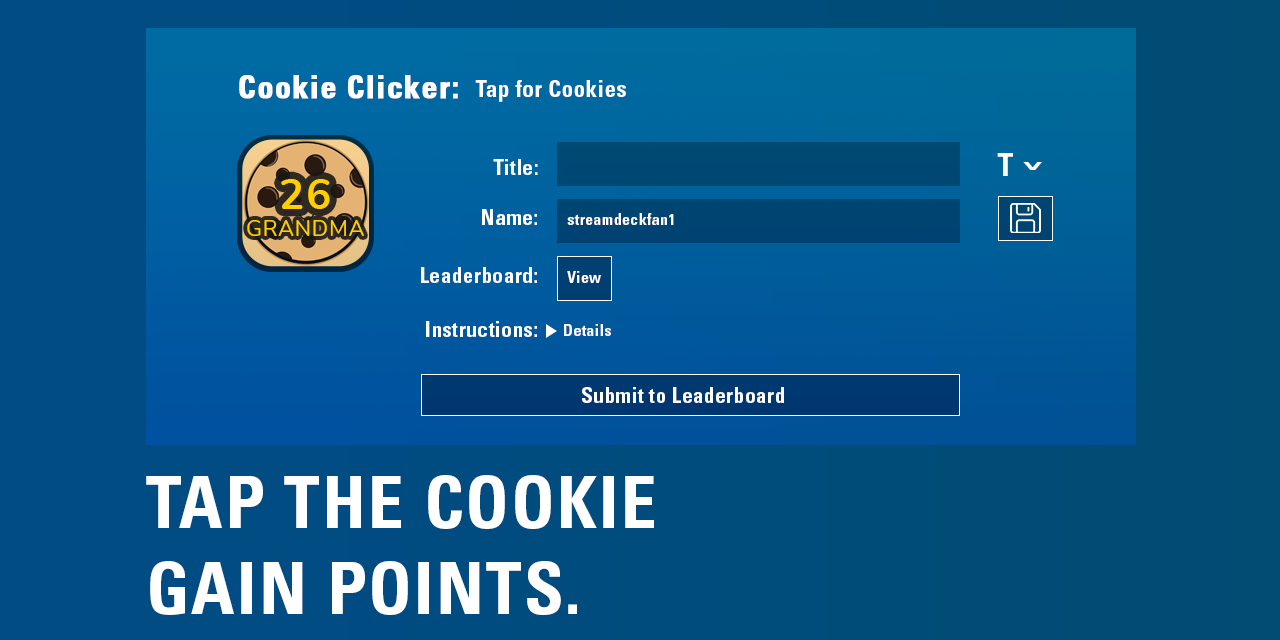 Cookie Clicker: Tap for Cookies
26
GRANDMA
Title:
T
Name: streamdeckfan1
Leaderboard: View
Instructions: Details
Submit to Leaderboard
TAP THE COOKIE
GAIN POINTS.